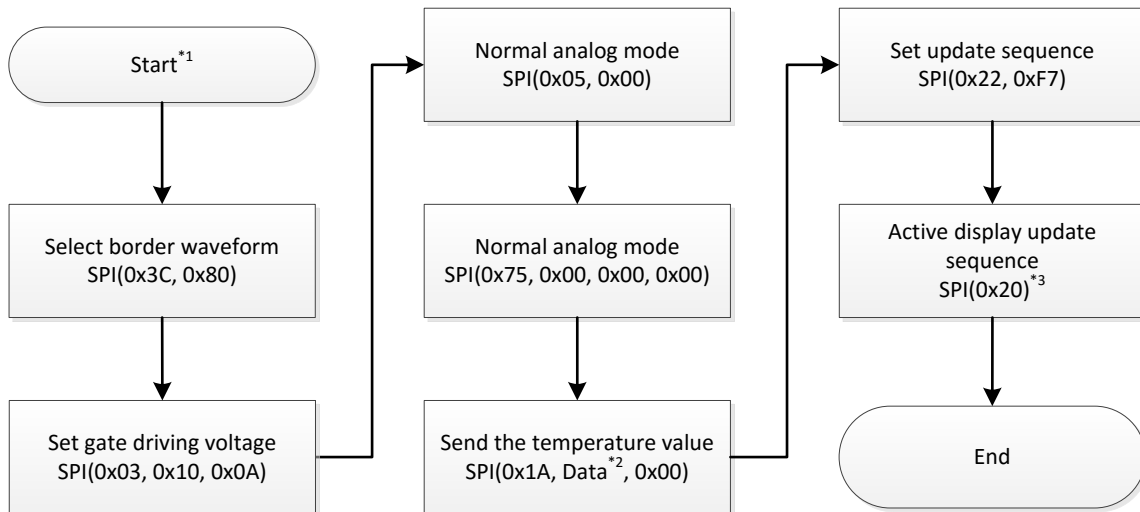 Start*1
Select border waveform
SPI(0x3C, 0x80)
Set gate driving voltage
SPI(0x03, 0x10, 0x0A)
Normal analog mode
SPI(0x05, 0x00)
Normal analog mode
SPI(0x75, 0x00, 0x00, 0x00)
Send the temperature value
SPI(0x1A, Data*2, 0x00)
Set update sequence
SPI(0x22, 0xF7)
Active display update
sequence
SPI(0x20)*3
End